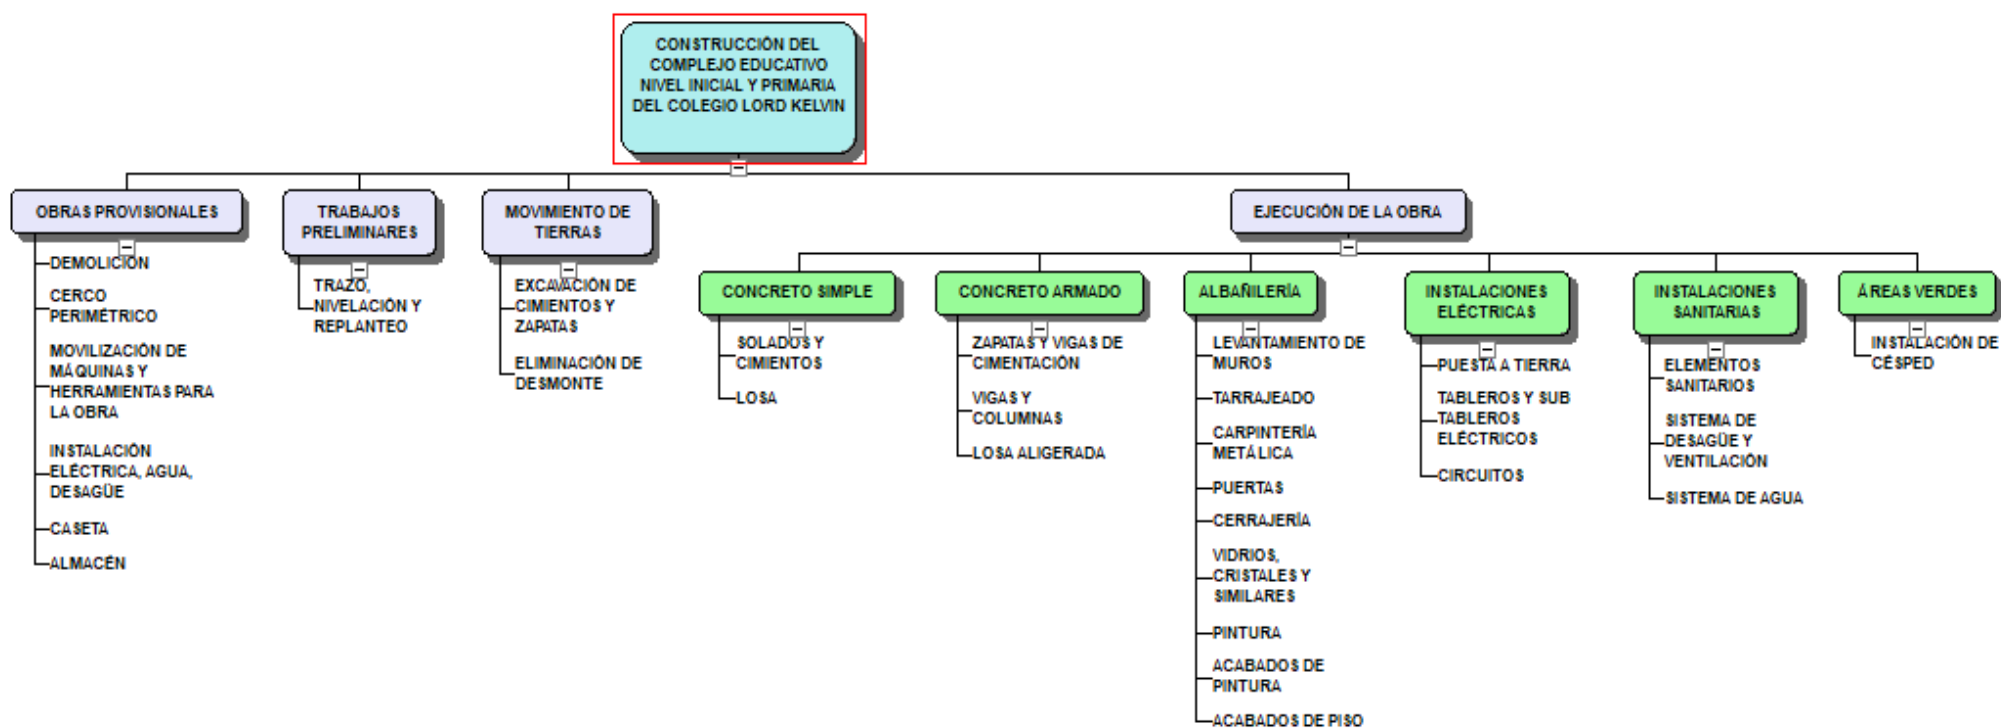 CONSTRUCCIÓN DEL
COMPLEJO EDUCATIVO
NIVEL INICIAL Y PRIMARIA
DEL COLEGIO LORD KELVIN
OBRAS PROVISIONALES
DEMOLICIÓN
CERCO
PERIMÉTRICO
MOVILIZACIÓN DE
MÁQUINAS Y
HERRAMIENTAS PARA
LA OBRA
INSTALACIÓN
ELÉCTRICA, AGUA,
DESAGÜE
CASETA
ALMACÉN
TRABAJOS
PRELIMINARES
TRAZO,
NIVELACIÓN Y
REPLANTEO
MOVIMIENTO DE
TIERRAS
EXCAVACIÓN DE
CIMIENTOS Y
ZAPATAS
ELIMINACIÓN DE
DESMONTE
EJECUCIÓN DE LA OBRA
CONCRETO SIMPLE
SOLADOS Y
CIMIENTOS
LOSA
CONCRETO ARMADO
ZAPATAS Y VIGAS DE
CIMENTACIÓN
VIGAS Y
COLUMNAS
LOSA ALIGERADA
ALBAÑILERÍA
LEVANTAMIENTO DE
MUROS
TARRAJEADO
CARPINTERÍA
METÁLICA
PUERTAS
CERRAJERÍA
VIDRIOS,
CRISTALES Y
SIMILARES
PINTURA
ACABADOS DE
PINTURA
ACABADOS DE PISO
INSTALACIONES
ELÉCTRICAS
PUESTA A TIERRA
TABLEROS Y SUB
TABLEROS
ELÉCTRICOS
CIRCUITOS
INSTALACIONES
SANITARIAS
ELEMENTOS
SANITARIOS
SISTEMA DE
DESAGÜE Y
VENTILACIÓN
SISTEMA DE AGUA
ÁREAS VERDES
INSTALACIÓN DE
CÉSPED